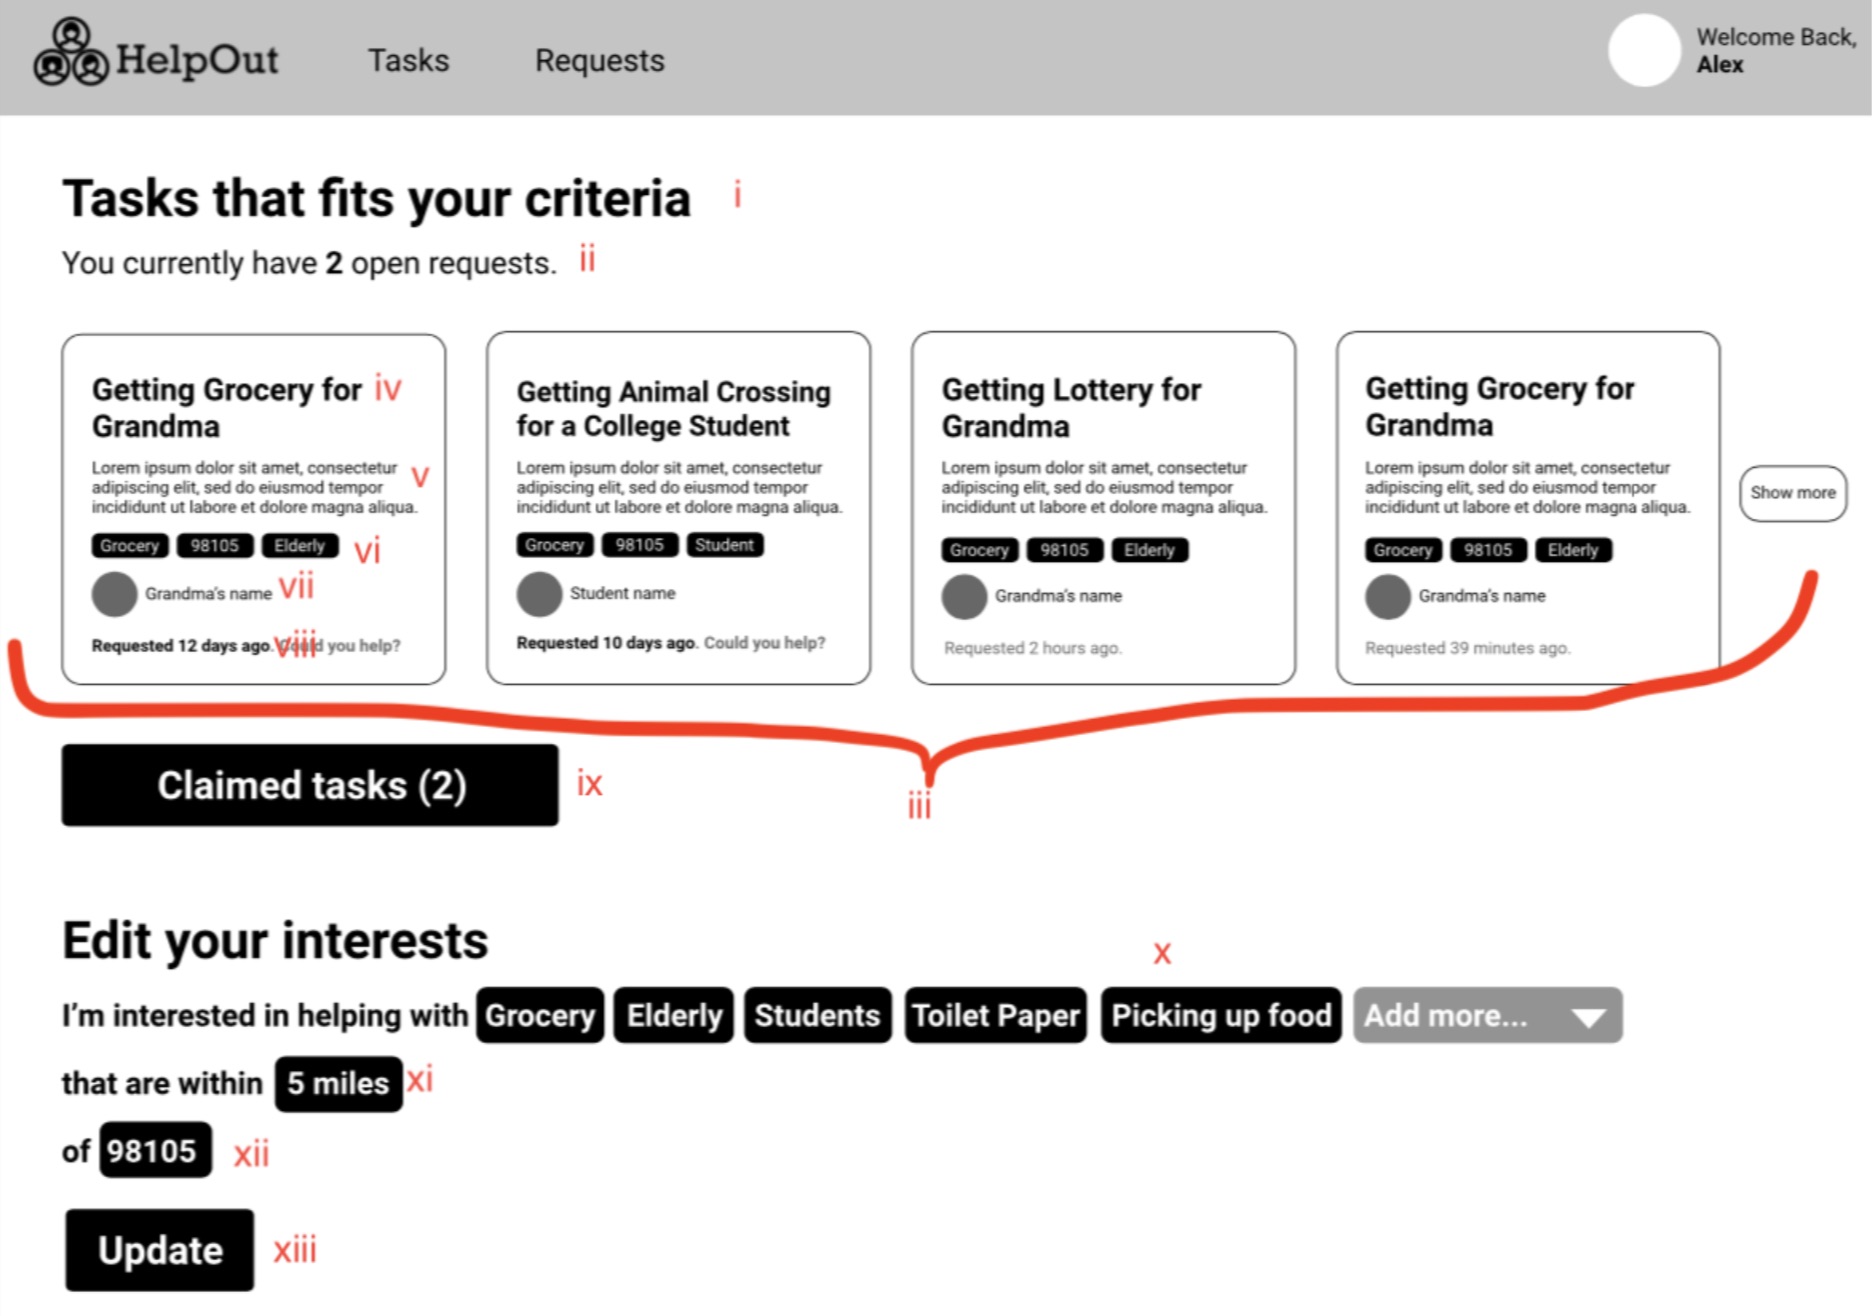 HelpOut Tasks Requests Welcome Back,
Alex
Tasks that fits your criteria i
You currently have 2 open requests. ii
Getting Grocery for iv
Grandma
Lorem ipsum dolor sit amet, consectetur v
adipiscing elit, sed do eiusmod tempor
incididunt ut labore et dolore magna aliqua.
Grocery 98105 Elderly vi
Grandma's name vii
Requested 12 days ago. Could you help? viii
Getting Animal Crossing
for a College Student
Lorem ipsum dolor sit amet, consectetur
adipiscing elit, sed do eiusmod tempor
incididunt ut labore et dolore magna aliqua.
Grocery 98105 Student
Student name
Requested 10 days ago. Could you help?
Getting Lottery for
Grandma
Lorem ipsum dolor sit amet, consectetur
adipiscing elit, sed do eiusmod tempor
incididunt ut labore et dolore magna aliqua.
Grocery 98105 Elderly
Grandma's name
Requested 2 hours ago.
Getting Grocery for
Grandma
Lorem ipsum dolor sit amet, consectetur
adipiscing elit, sed do eiusmod tempor
incididunt ut labore et dolore magna aliqua.
Grocery 98105 Elderly
Grandma's name
Requested 39 minutes ago.
Show more
Claimed tasks (2) ix
iii
Edit your interests
x
I'm interested in helping with Grocery Elderly Students Toilet Paper Picking up food Add more...
that are within 5 miles xi
of 98105 xii
Update xiii